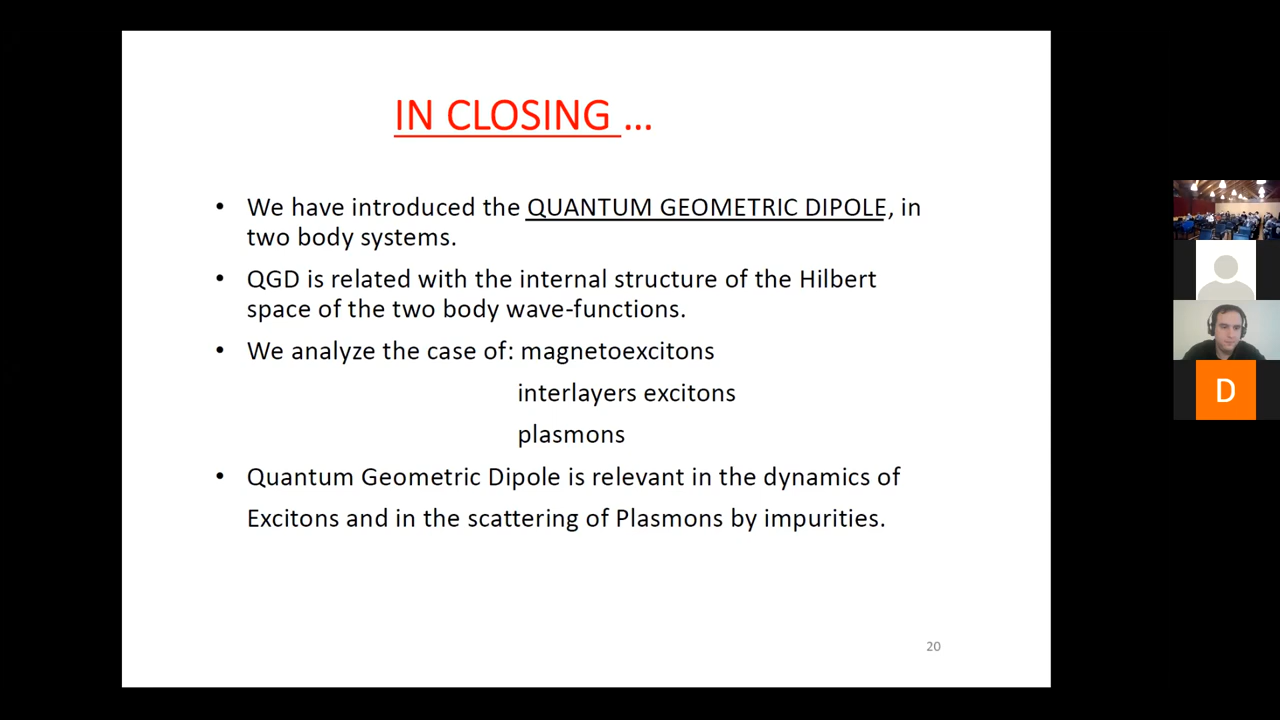 IN CLOSING ...
• We have introduced the QUANTUM GEOMETRIC DIPOLE, in
two body systems.
• QGD is related with the internal structure of the Hilbert
space of the two body wave-functions.
• We analyze the case of: magnetoexcitons
interlayers excitons
plasmons
• Quantum Geometric Dipole is relevant in the dynamics of
Excitons and in the scattering of Plasmons by impurities.
20
D